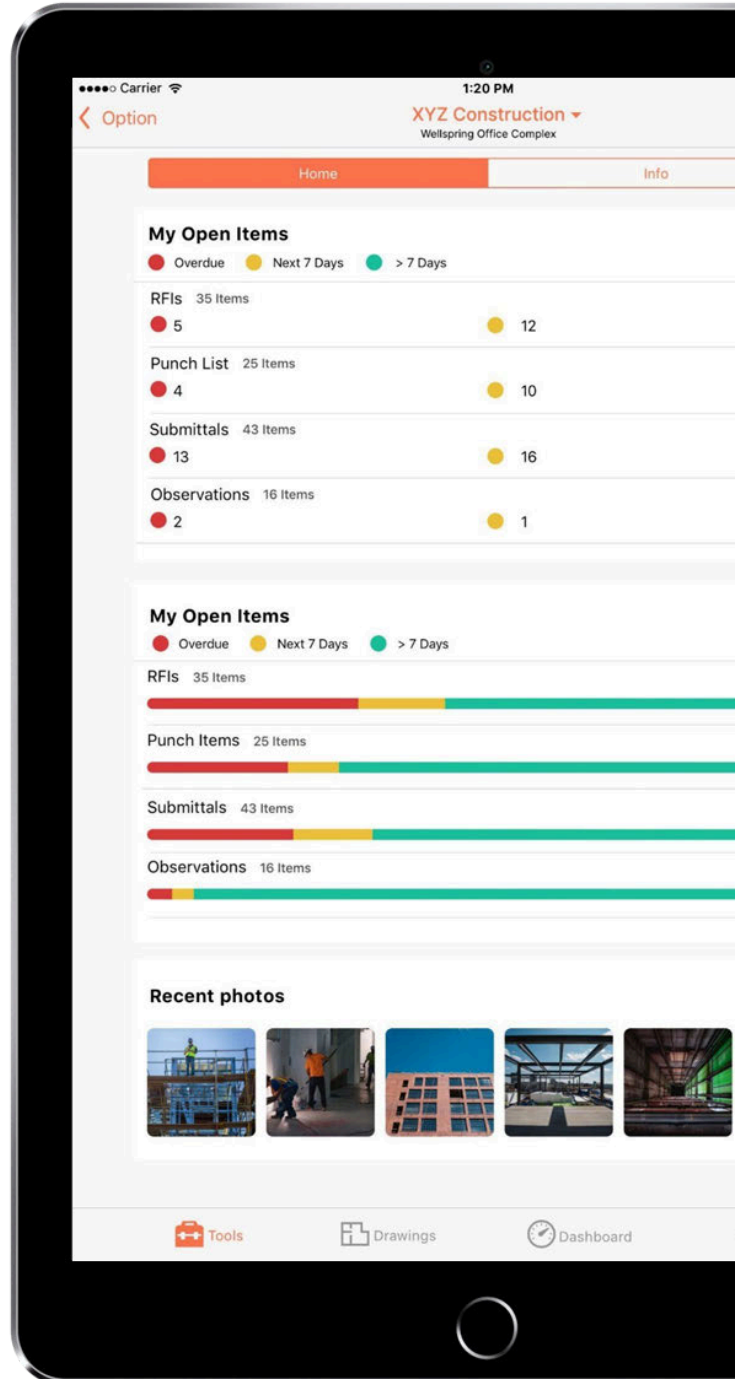 Carrier 1:20 PM
Option XYZ Construction
Wellspring Office Complex
Home Info
My Open Items
Overdue Next 7 Days > 7 Days
RFIs 35 Items
5 12
Punch List 25 Items
4 10
Submittals 43 Items
13 16
Observations 16 Items
2 1
My Open Items
Overdue Next 7 Days > 7 Days
RFIs 35 Items
Punch Items 25 Items
Submittals 43 Items
Observations 16 Items
Recent photos
Tools Drawings Dashboard